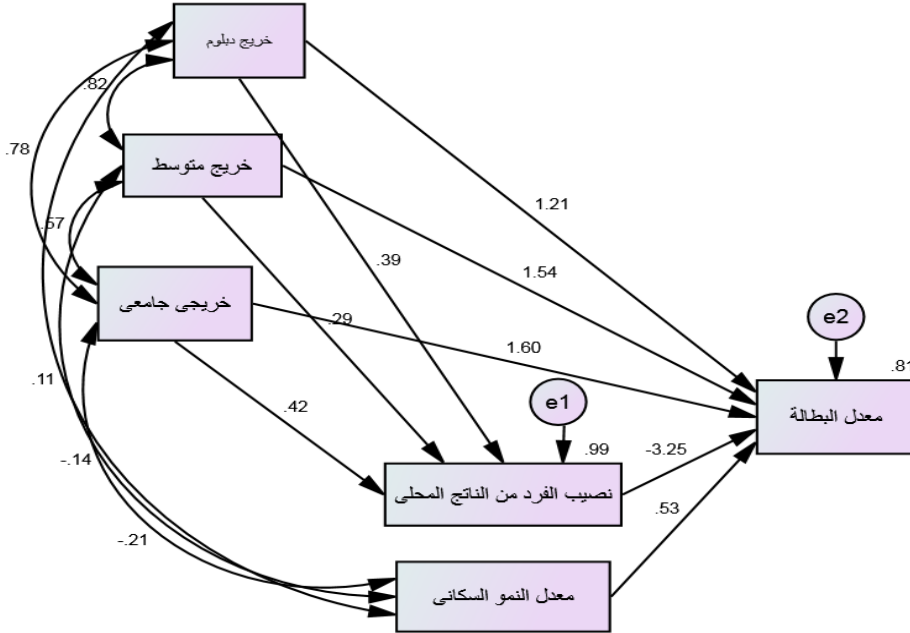 خريج دبلوم
.82
خريج متوسط
.78
1.21
.57
.39
1.54
خريجى جامعى
.29
1.60
e2
.81
.11
.42
e1
معدل البطالة
-.14
.99
-3.25
نصيب الفرد من الناتج المحلى
.53
-.21
معدل النمو السكانى